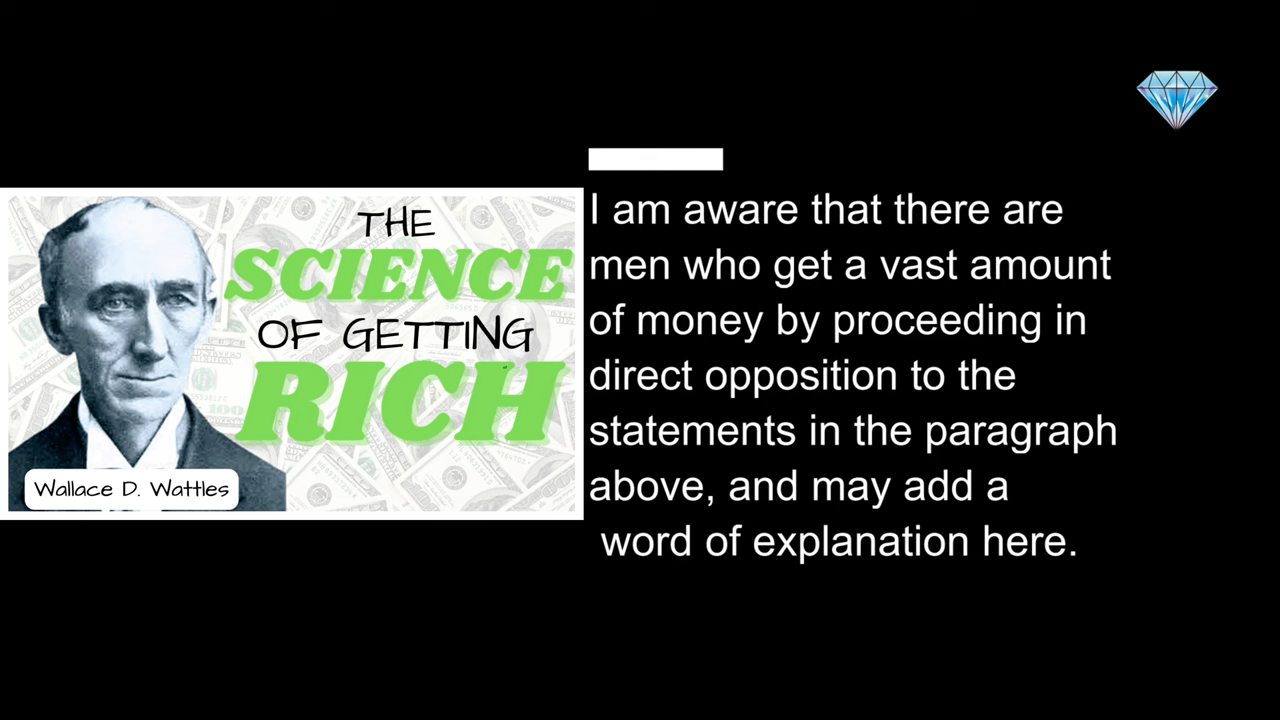 THE
SCIENCE
OF GETTING
RICH
Wallace D. Wattles
I am aware that there are
men who get a vast amount
of money by proceeding in
direct opposition to the
statements in the paragraph
above, and may add a
word of explanation here.